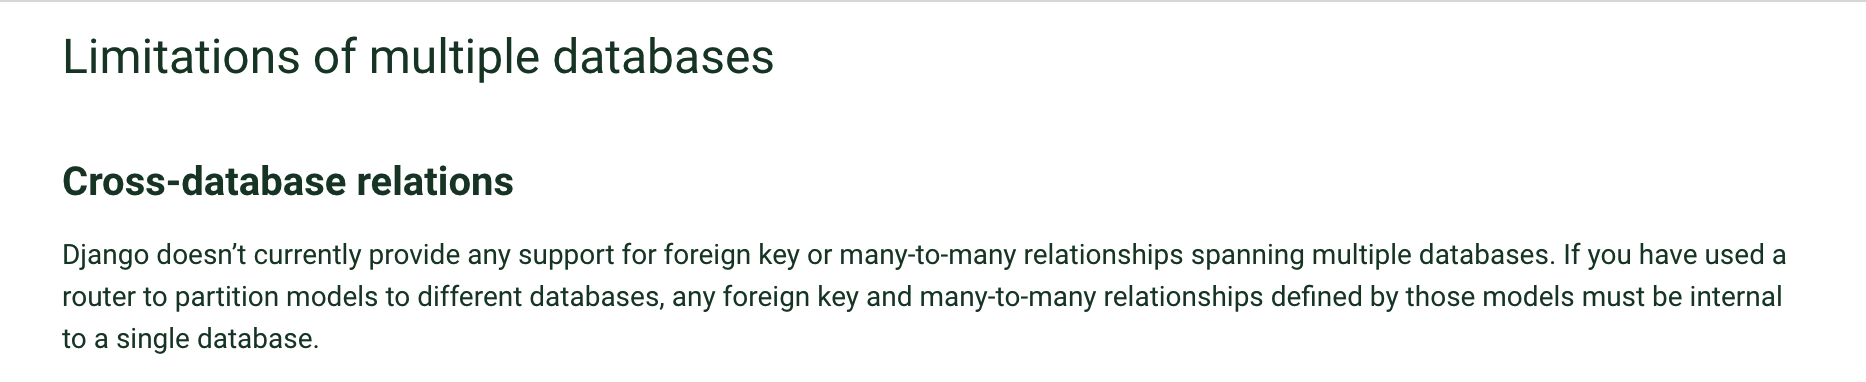 Limitations of multiple databases
Cross-database relations
Django doesn’t currently provide any support for foreign key or many-to-many relationships spanning multiple databases. If you have used a
router to partition models to different databases, any foreign key and many-to-many relationships defined by those models must be internal
to a single database.